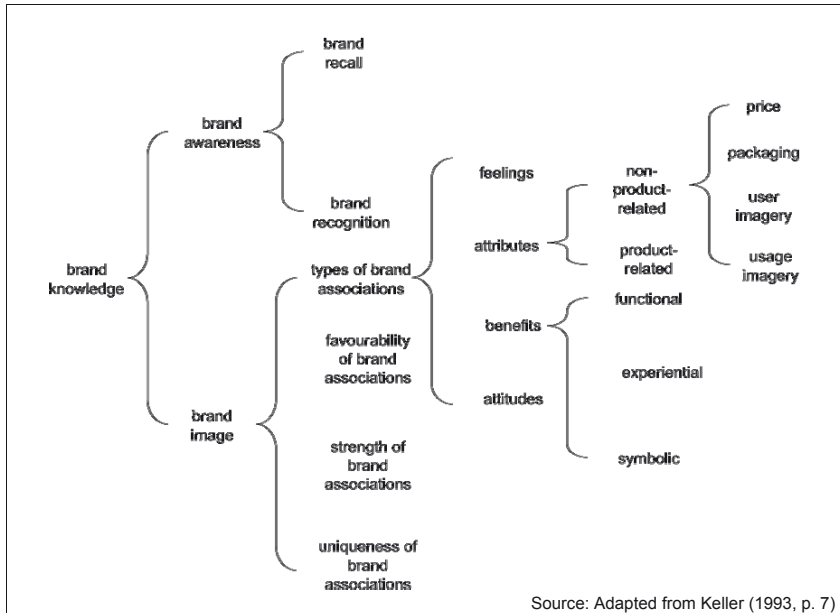 brand
recall
brand
awareness
brand
recognition
brand
knowledge
brand
image
types of brand
associations
favourability
of brand
associations
strength of
brand
associations
uniqueness of
brand
associations
feelings
attributes
benefits
attitudes
non-
product-
related
product-
related
functional
experiential
symbolic
price
packaging
user
imagery
usage
imagery
Source: Adapted from Keller (1993, p. 7)